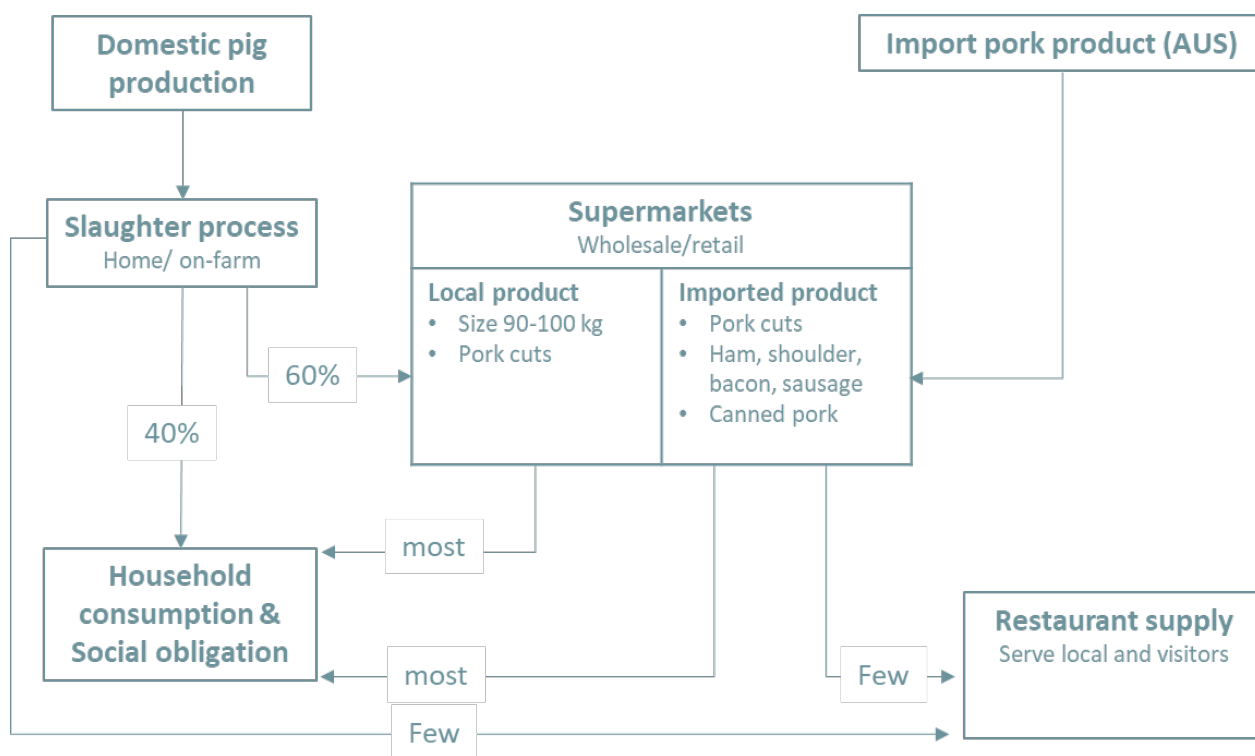 Domestic pig
production
Import pork product (AUS)
Slaughter process
Home/ on-farm
Supermarkets
Wholesale/retail
Local product
• Size 90-100 kg
• Pork cuts
Imported product
• Pork cuts
• Ham, shoulder,
bacon, sausage
• Canned pork
60%
40%
most
Household
consumption &
Social obligation
most
Few
Restaurant supply
Serve local and visitors
Few